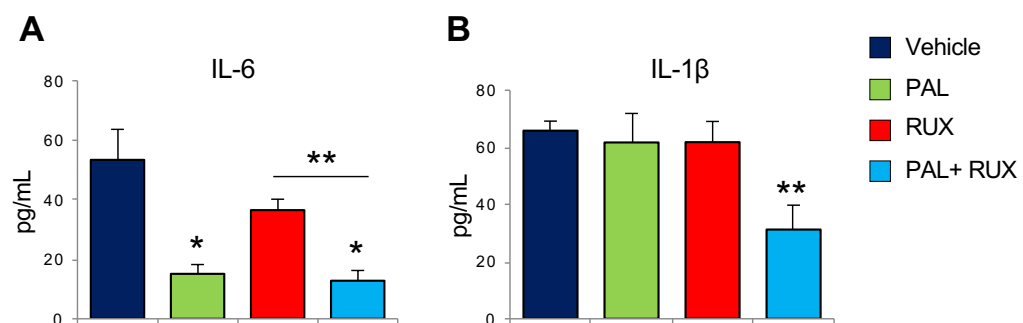 A
IL-6
pg/mL
80
60
40
20
0
*
**
*
B
IL-1β
pg/mL
80
60
40
20
0
**
Vehicle
PAL
RUX
PAL+ RUX